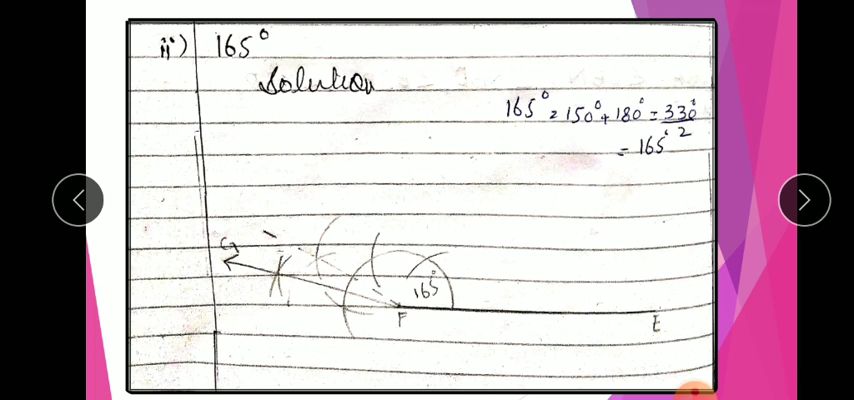 ii) 165°
Solution
165° = 150° + 180° = 330°
2
= 165°
G
165°
F
E